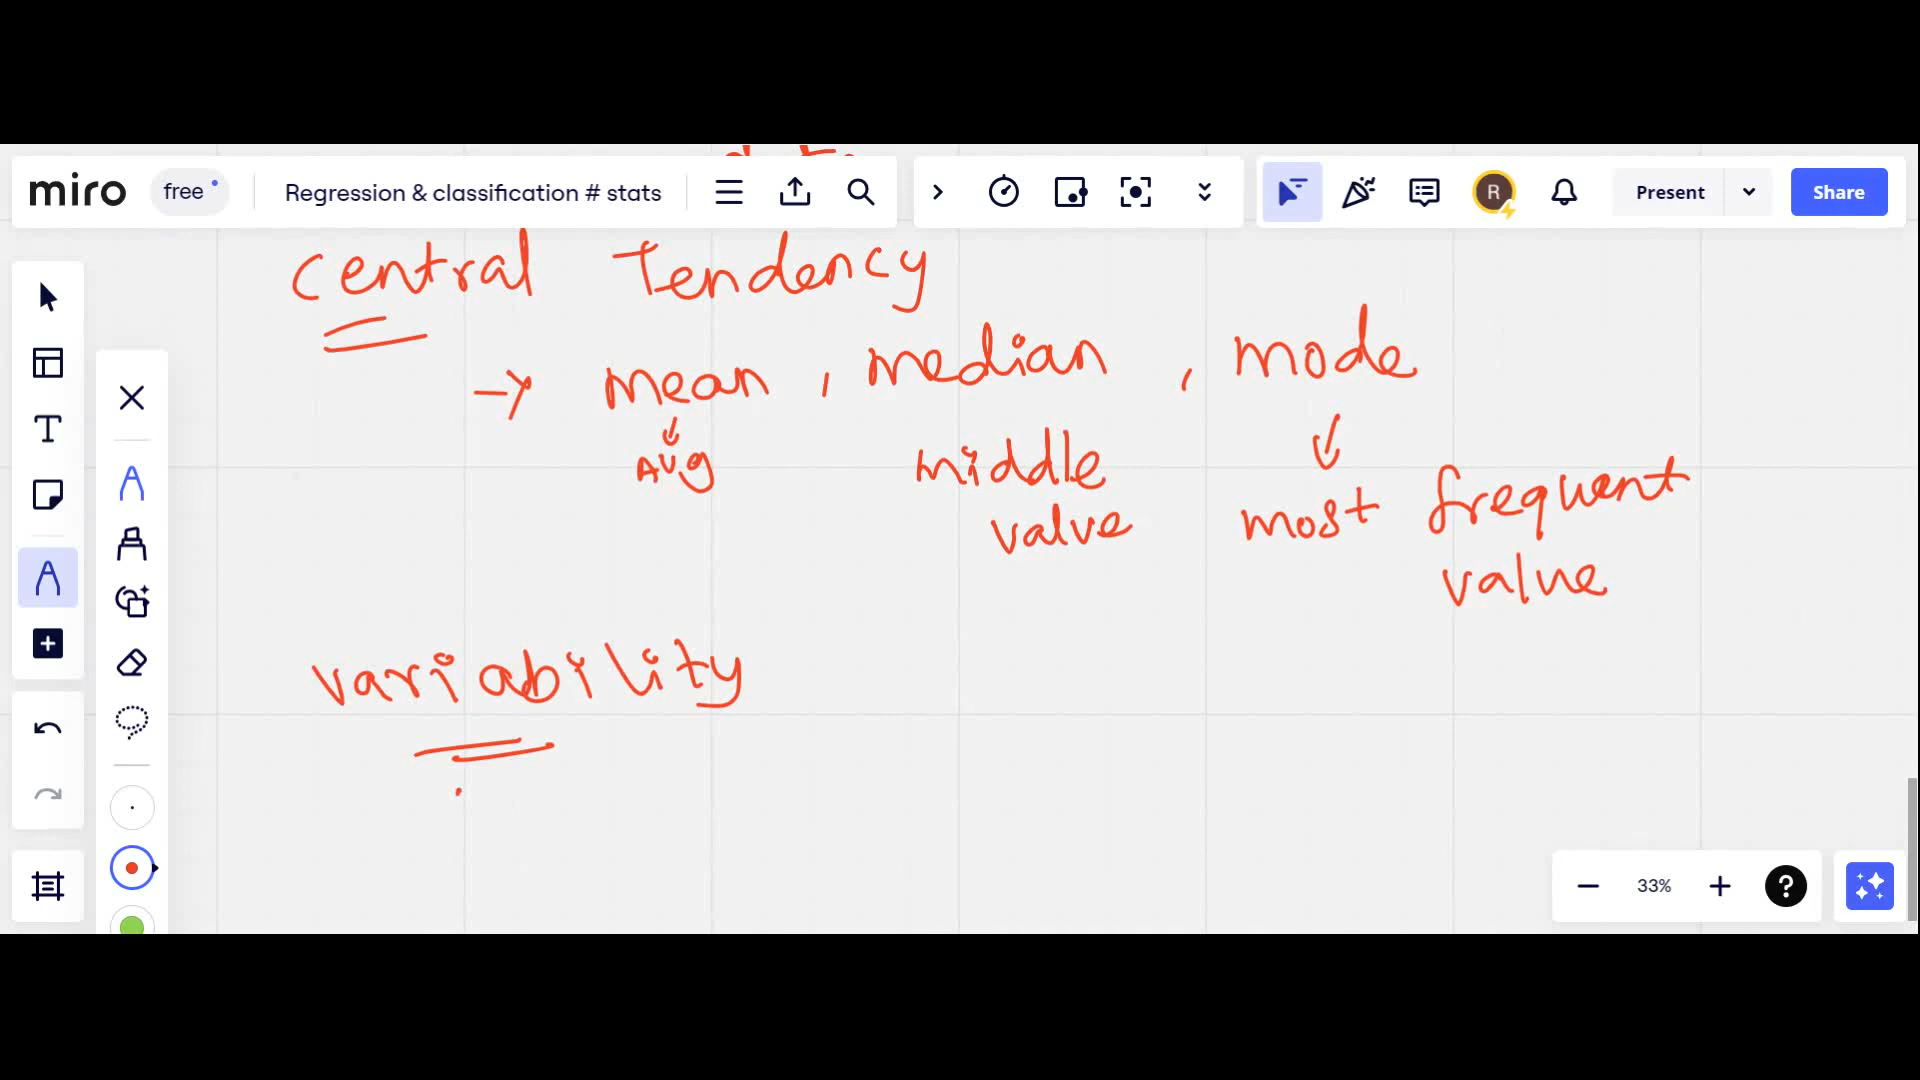 miro free Regression & classification # stats Present Share
R
central Tendency
→ mean , median , mode
Avg middle value most frequent value
variability
33%